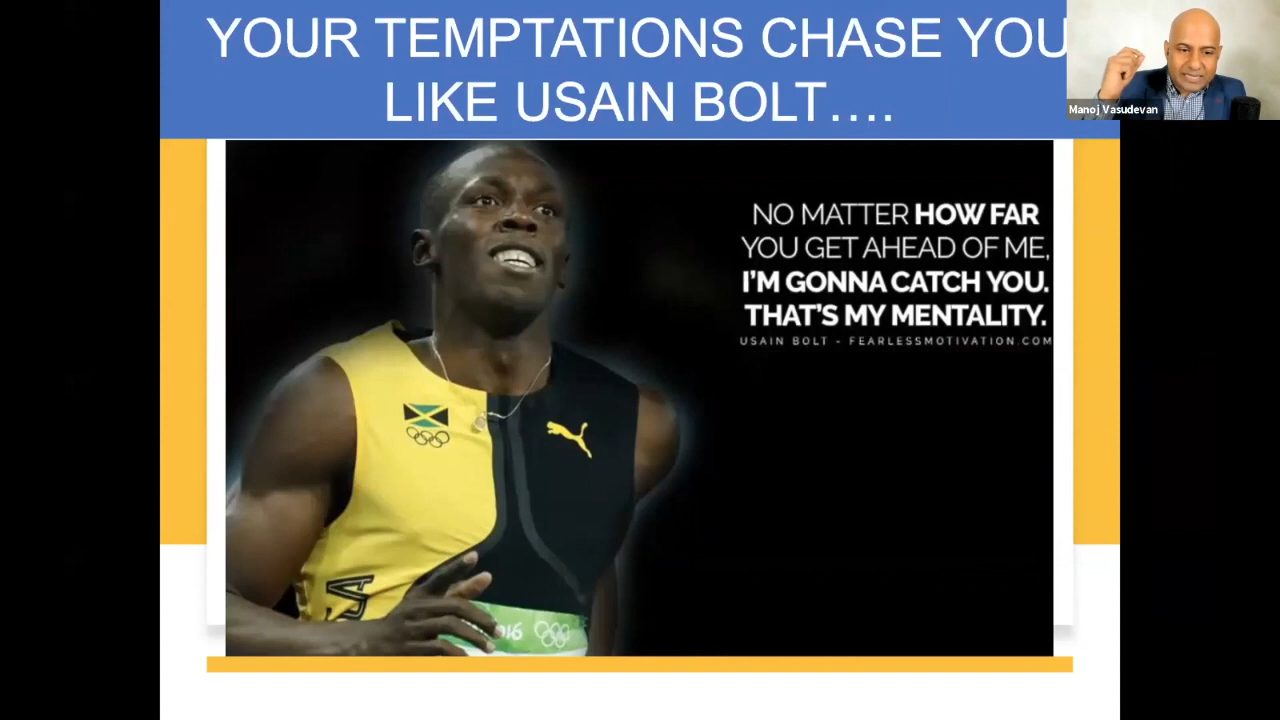 YOUR TEMPTATIONS CHASE YOU
LIKE USAIN BOLT....
Manoj Vasudevan
NO MATTER HOW FAR
YOU GET AHEAD OF ME,
I'M GONNA CATCH YOU.
THAT'S MY MENTALITY.
USAIN BOLT - FEARLESSMOTIVATION.COM